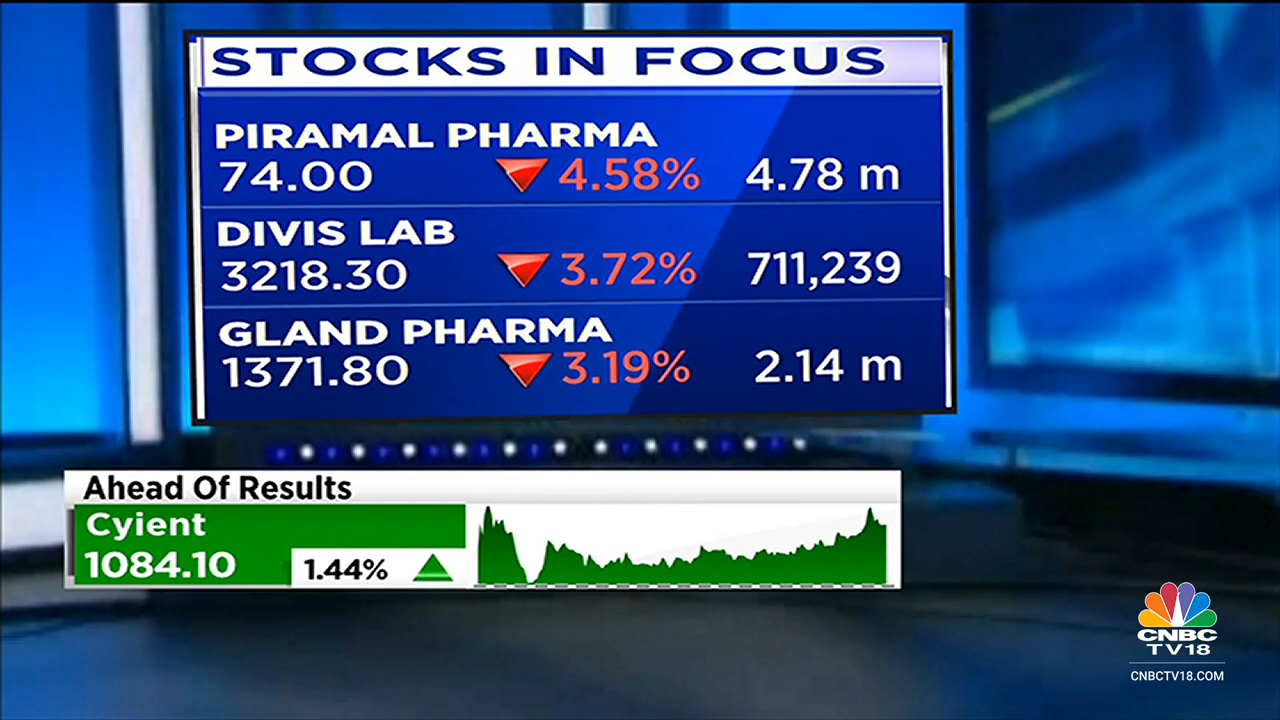 STOCKS IN FOCUS
PIRAMAL PHARMA
74.00 4.58% 4.78 m
DIVIS LAB
3218.30 3.72% 711,239
GLAND PHARMA
1371.80 3.19% 2.14 m
Ahead Of Results
Cyient
1084.10 1.44%
CNBC
TV18
CNBCTV18.COM